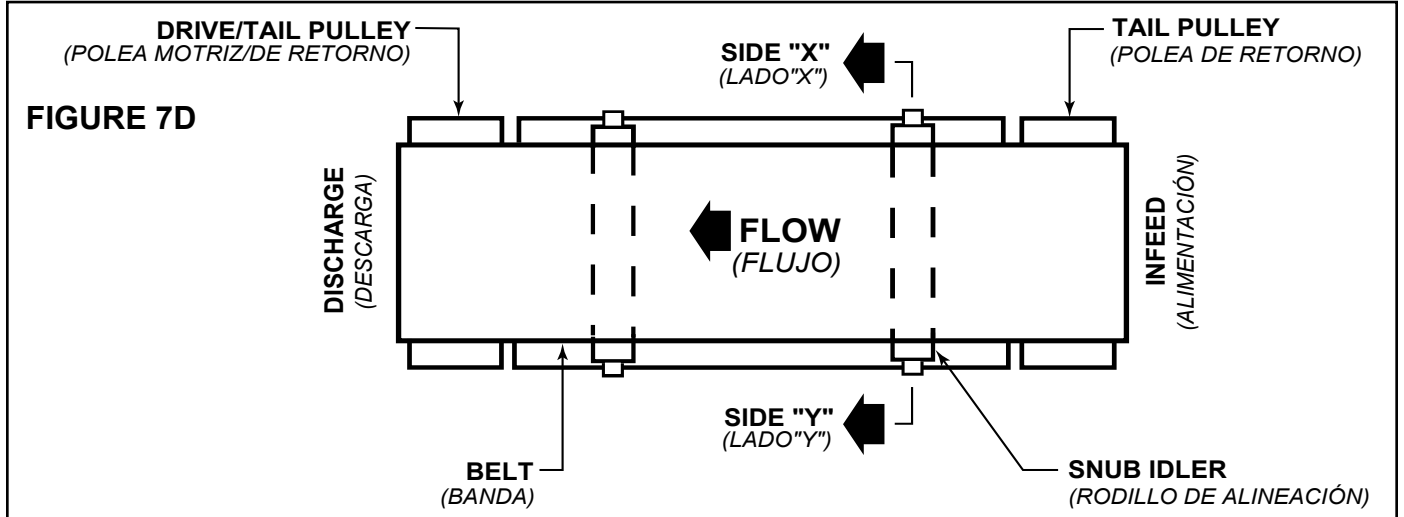 DRIVE/TAIL PULLEY
(POLEA MOTRIZ/DE RETORNO)
SIDE "X"
(LADO"X")
TAIL PULLEY
(POLEA DE RETORNO)
FIGURE 7D
DISCHARGE
(DESCARGA)
FLOW
(FLUJO)
INFEED
(ALIMENTACIÓN)
SIDE "Y"
(LADO"Y")
BELT
(BANDA)
SNUB IDLER
(RODILLO DE ALINEACIÓN)